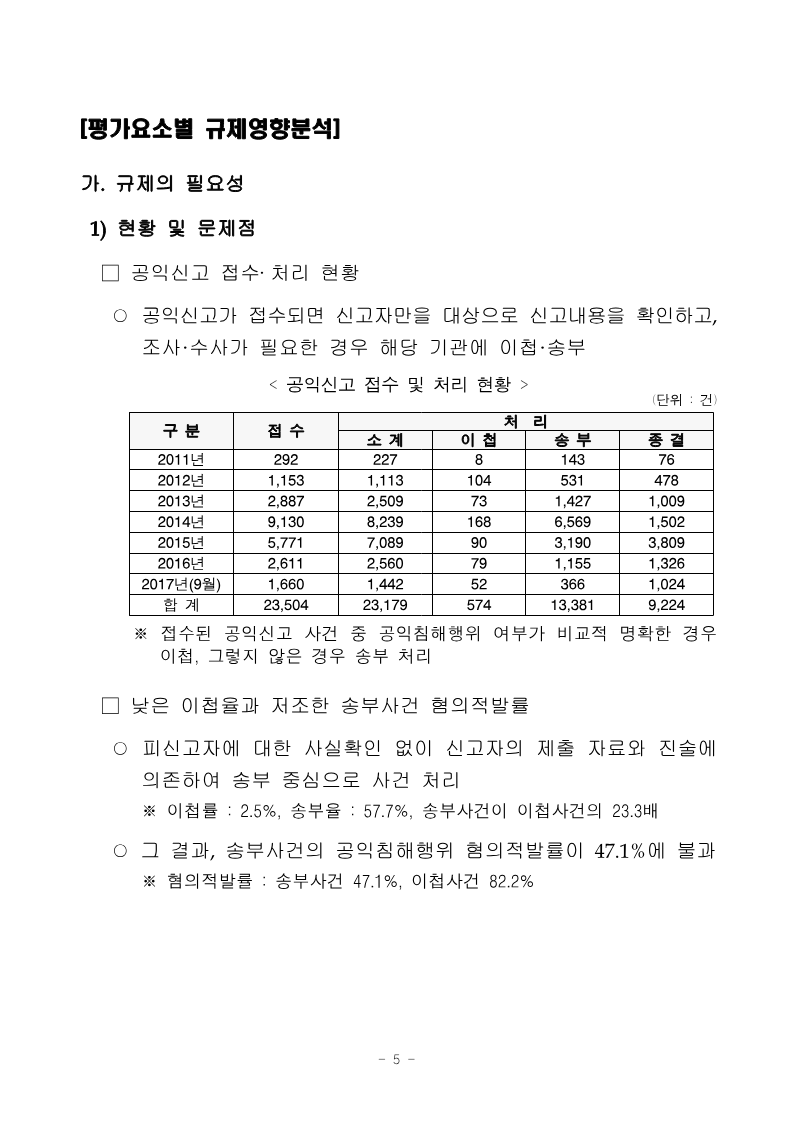 [평가요소별 규제영향분석]
가. 규제의 필요성
1) 현황 및 문제점
□ 공익신고 접수·처리 현황
○ 공익신고가 접수되면 신고자만을 대상으로 신고내용을 확인하고,
조사·수사가 필요한 경우 해당 기관에 이첩·송부
< 공익신고 접수 및 처리 현황 >
(단위 : 건)
구 분 접 수 처 리
소 계 이 첩 송 부 종 결
2011년 292 227 8 143 76
2012년 1,153 1,113 104 531 478
2013년 2,887 2,509 73 1,427 1,009
2014년 9,130 8,239 168 6,569 1,502
2015년 5,771 7,089 90 3,190 3,809
2016년 2,611 2,560 79 1,155 1,326
2017년(9월) 1,660 1,442 52 366 1,024
합 계 23,504 23,179 574 13,381 9,224
※ 접수된 공익신고 사건 중 공익침해행위 여부가 비교적 명확한 경우
이첩, 그렇지 않은 경우 송부 처리
□ 낮은 이첩율과 저조한 송부사건 혐의적발률
○ 피신고자에 대한 사실확인 없이 신고자의 제출 자료와 진술에
의존하여 송부 중심으로 사건 처리
※ 이첩률 : 2.5%, 송부율 : 57.7%, 송부사건이 이첩사건의 23.3배
○ 그 결과, 송부사건의 공익침해행위 혐의적발률이 47.1%에 불과
※ 혐의적발률 : 송부사건 47.1%, 이첩사건 82.2%
- 5 -